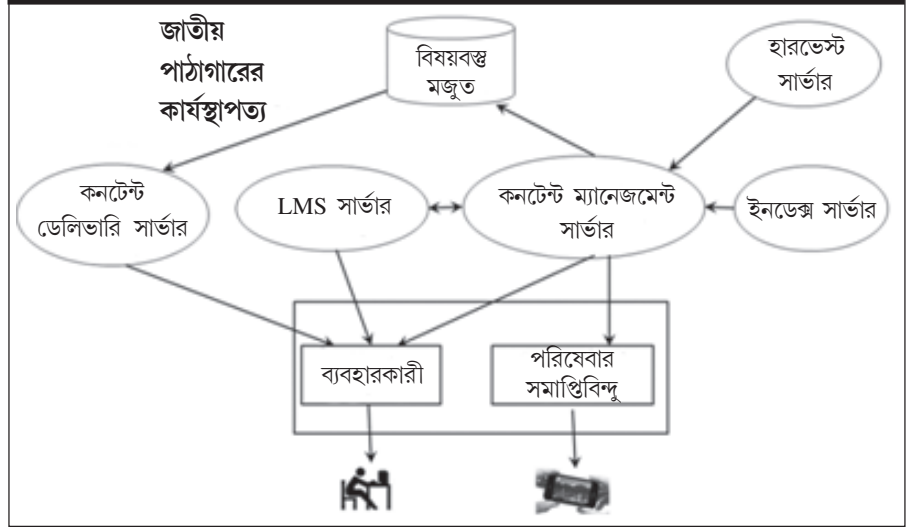 জাতীয়
পাঠাগারের
কার্যস্থাপত্য
বিষয়বস্তু
মজুত
হারভেস্ট
সার্ভার
কনটেন্ট
ডেলিভারি সার্ভার
LMS সার্ভার
কনটেন্ট ম্যানেজমেন্ট
সার্ভার
ইনডেক্স সার্ভার
ব্যবহারকারী
পরিষেবার
সমাপ্তিবিন্দু